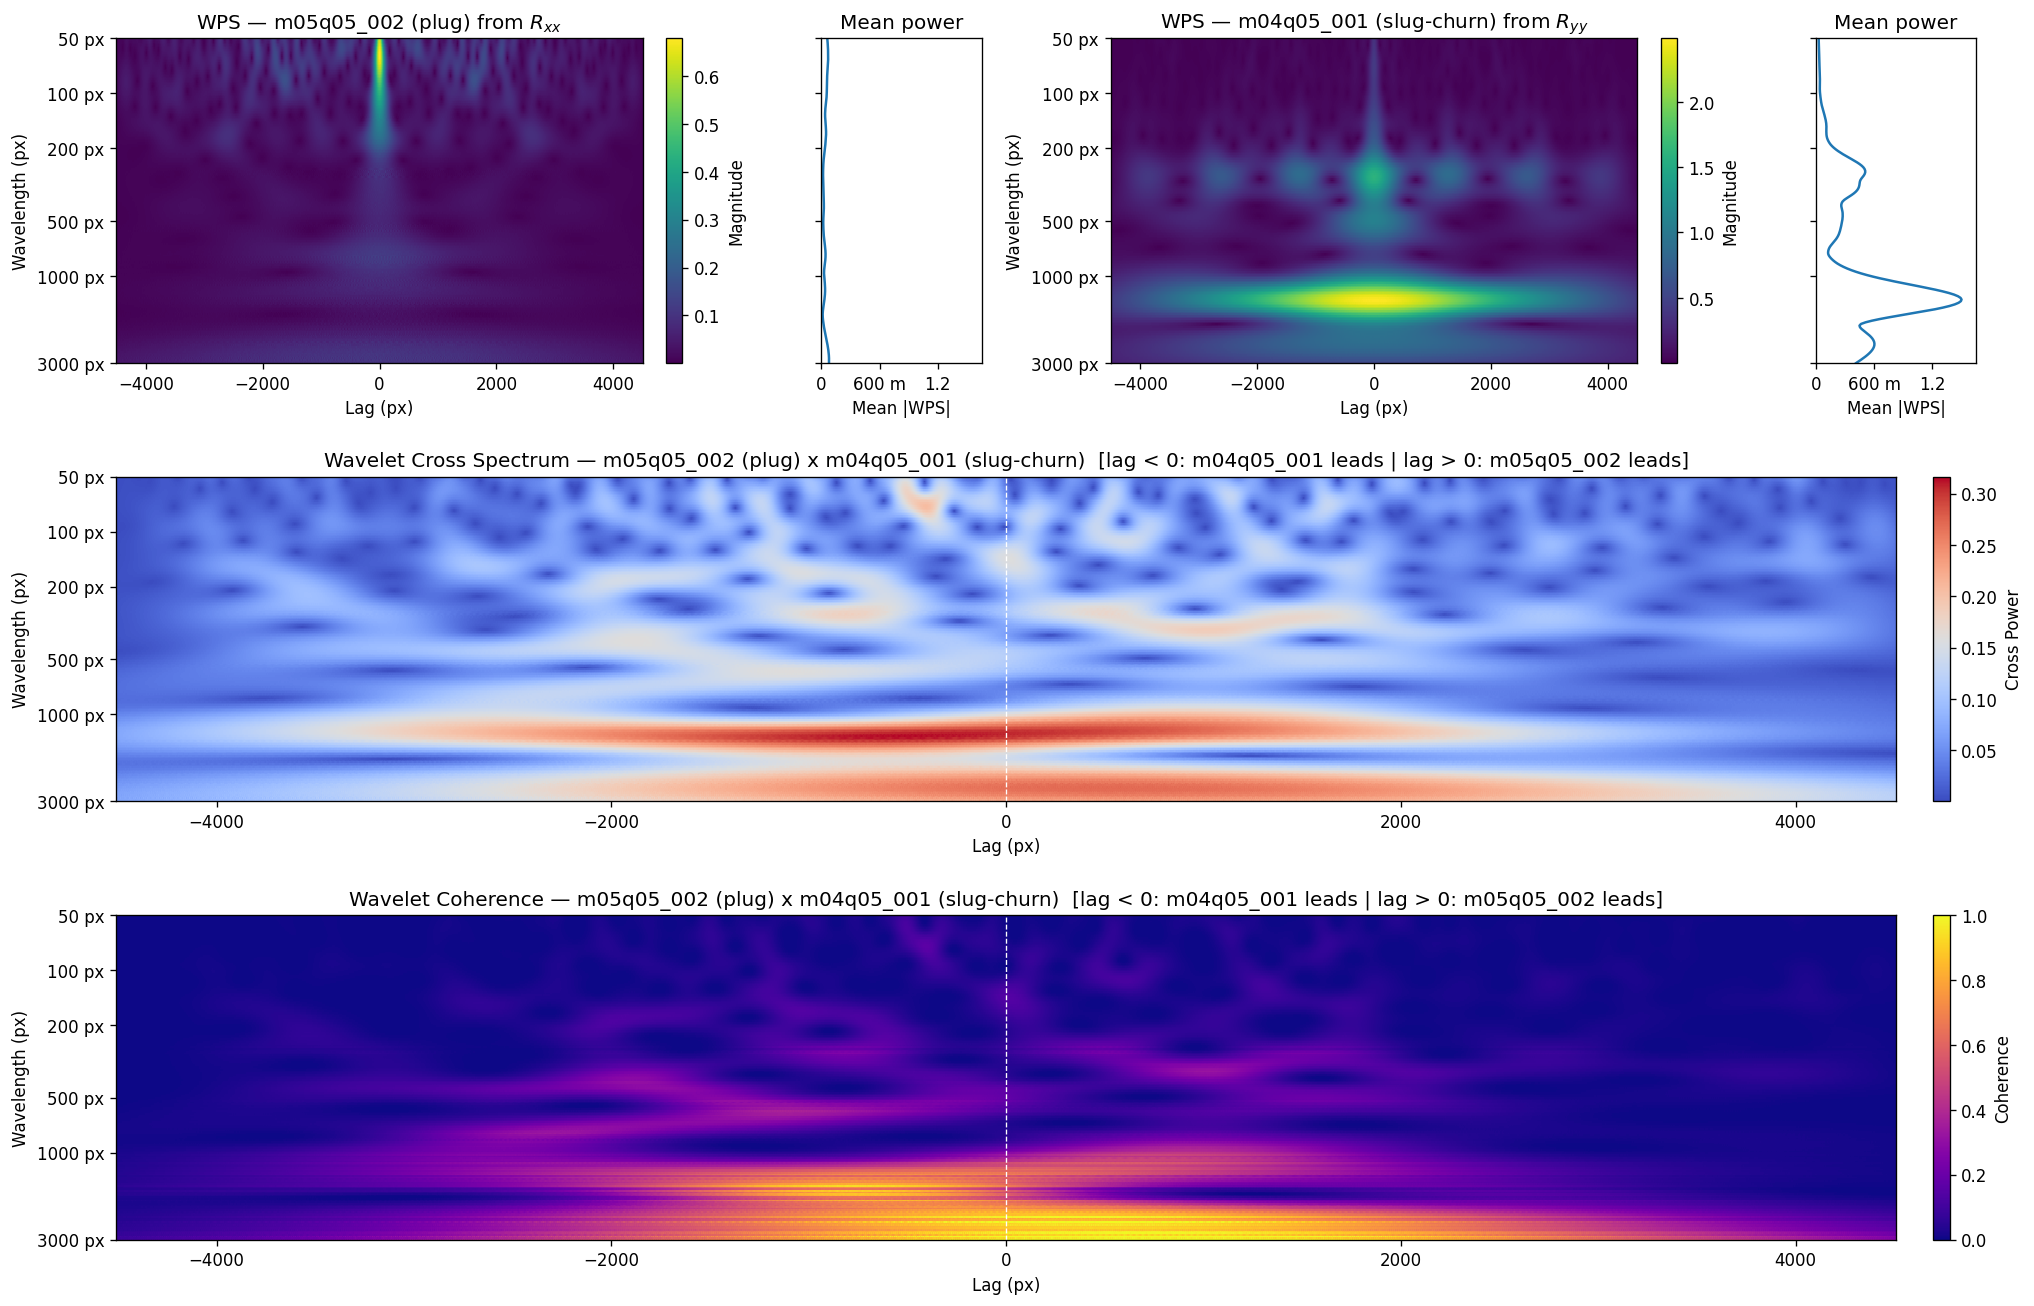 WPS — m05q05_002 (plug) from Rxx
Mean power
WPS — m04q05_001 (slug-churn) from Ryy
Mean power
50 px
100 px
200 px
500 px
1000 px
3000 px
Wavelength (px)
−4000
−2000
0
2000
4000
Lag (px)
0.6
0.5
0.4
0.3
0.2
0.1
Magnitude
0
600 m
1.2
Mean |WPS|
50 px
100 px
200 px
500 px
1000 px
3000 px
Wavelength (px)
−4000
−2000
0
2000
4000
Lag (px)
2.0
1.5
1.0
0.5
Magnitude
0
600 m
1.2
Mean |WPS|
Wavelet Cross Spectrum — m05q05_002 (plug) x m04q05_001 (slug-churn)  [lag < 0: m04q05_001 leads | lag > 0: m05q05_002 leads]
50 px
100 px
200 px
500 px
1000 px
3000 px
Wavelength (px)
−4000
−2000
0
2000
4000
Lag (px)
0.30
0.25
0.20
0.15
0.10
0.05
Cross Power
Wavelet Coherence — m05q05_002 (plug) x m04q05_001 (slug-churn)  [lag < 0: m04q05_001 leads | lag > 0: m05q05_002 leads]
50 px
100 px
200 px
500 px
1000 px
3000 px
Wavelength (px)
−4000
−2000
0
2000
4000
Lag (px)
1.0
0.8
0.6
0.4
0.2
0.0
Coherence